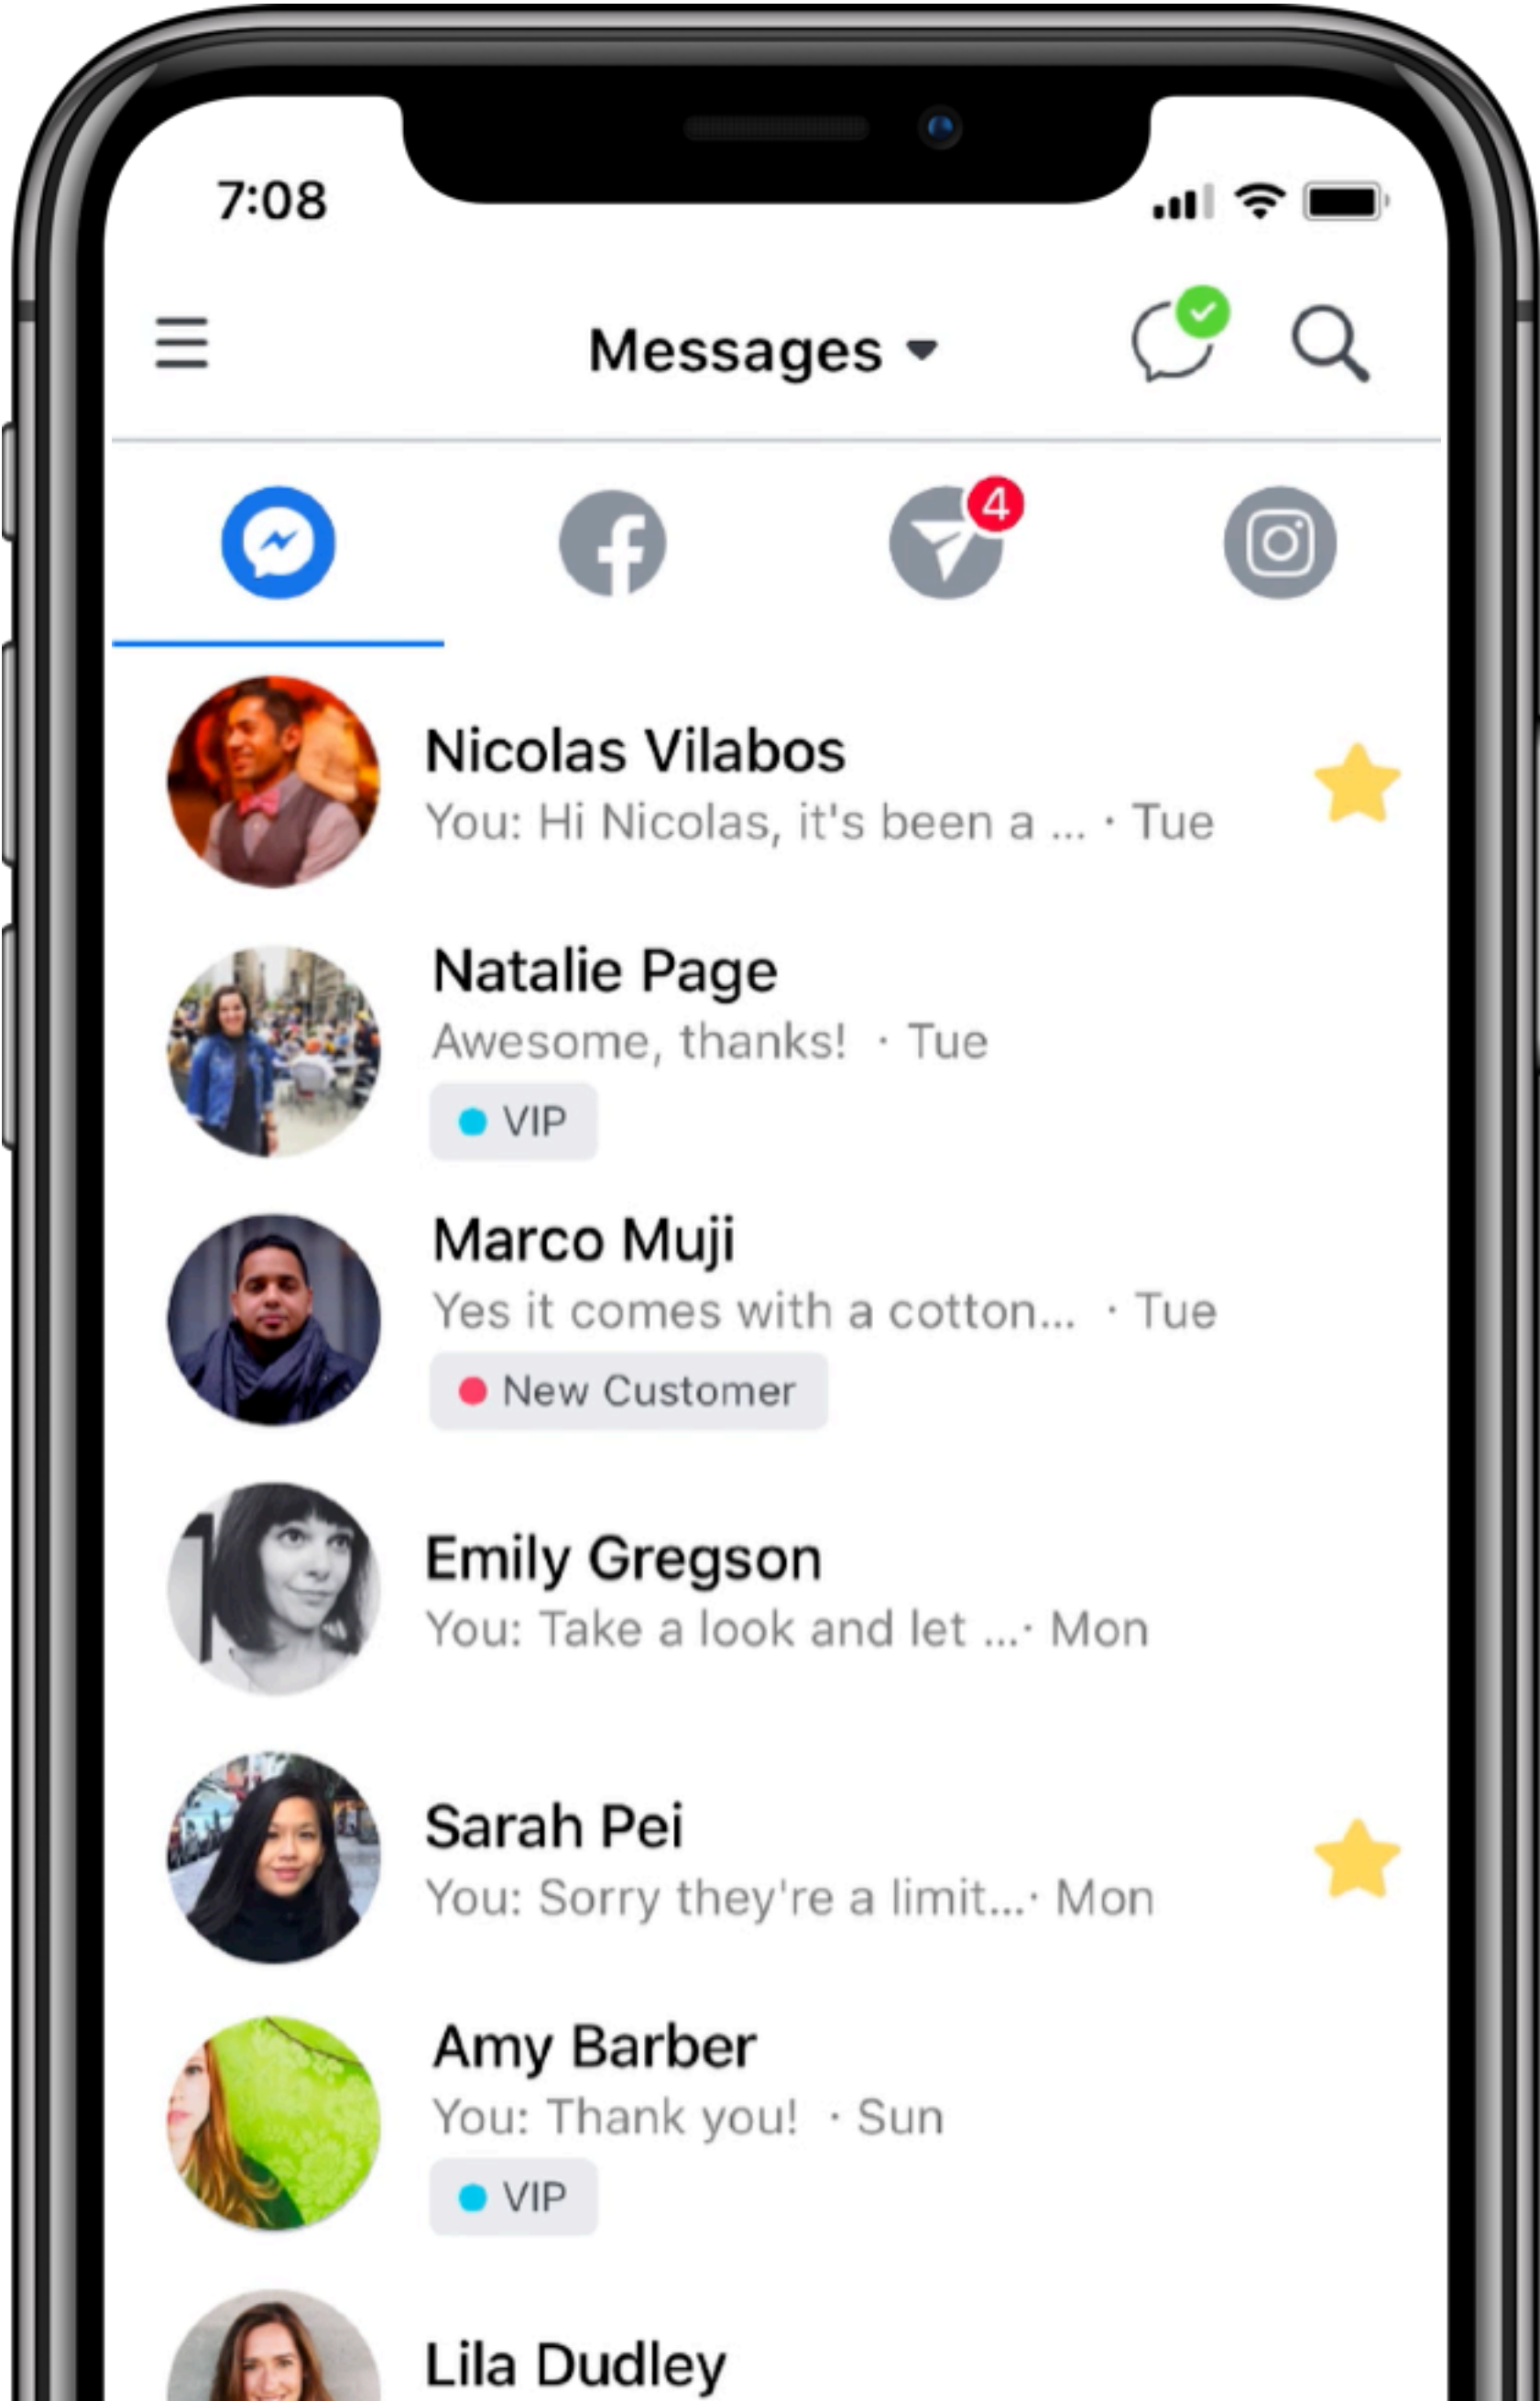 7:08
Messages
4
Nicolas Vilabos
You: Hi Nicolas, it's been a ... · Tue
Natalie Page
Awesome, thanks! · Tue
VIP
Marco Muji
Yes it comes with a cotton... · Tue
New Customer
Emily Gregson
You: Take a look and let ...· Mon
Sarah Pei
You: Sorry they're a limit...· Mon
Amy Barber
You: Thank you! · Sun
VIP
Lila Dudley